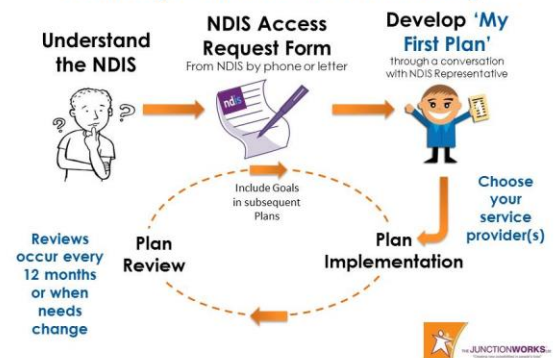 Understand
the NDIS
NDIS Access
Request Form
From NDIS by phone or letter
Develop ‘My
First Plan’
through a conversation
with NDIS Representative
? ?
ndis
Include Goals
in subsequent
Plans
Choose
your
service
provider(s)
Plan
Implementation
Plan
Review
Reviews
occur every
12 months
or when
needs
change
THE JUNCTIONWORKS